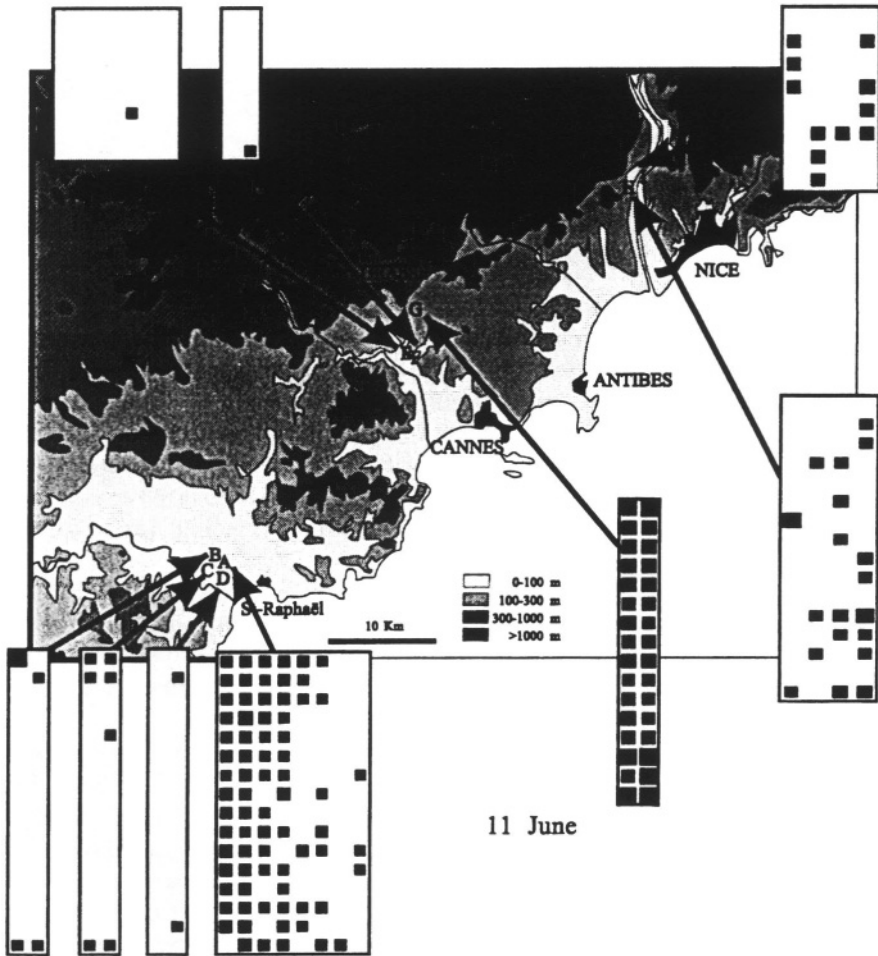 NICE
G
ANTIBES
CANNES
B
A
C
D
St-Raphaël
0-100 m
100-300 m
300-1000 m
>1000 m
10 Km
11 June